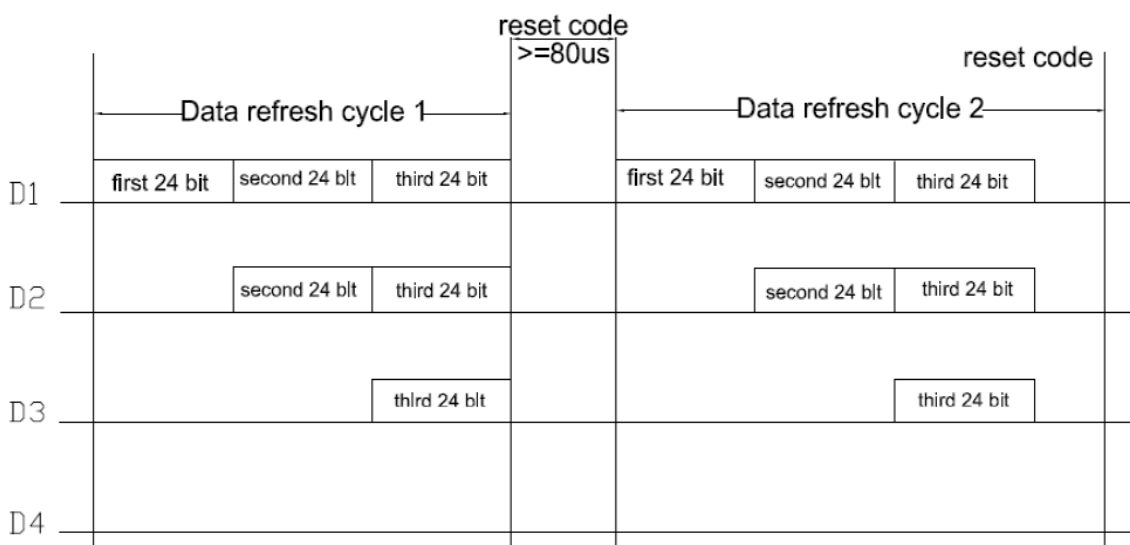 reset code
>=80us
reset code
Data refresh cycle 1
Data refresh cycle 2
D1
first 24 bit
second 24 blt
third 24 bit
first 24 bit
second 24 blt
third 24 bit
D2
second 24 blt
third 24 bit
second 24 blt
third 24 bit
D3
thlrd 24 blt
third 24 bit
D4